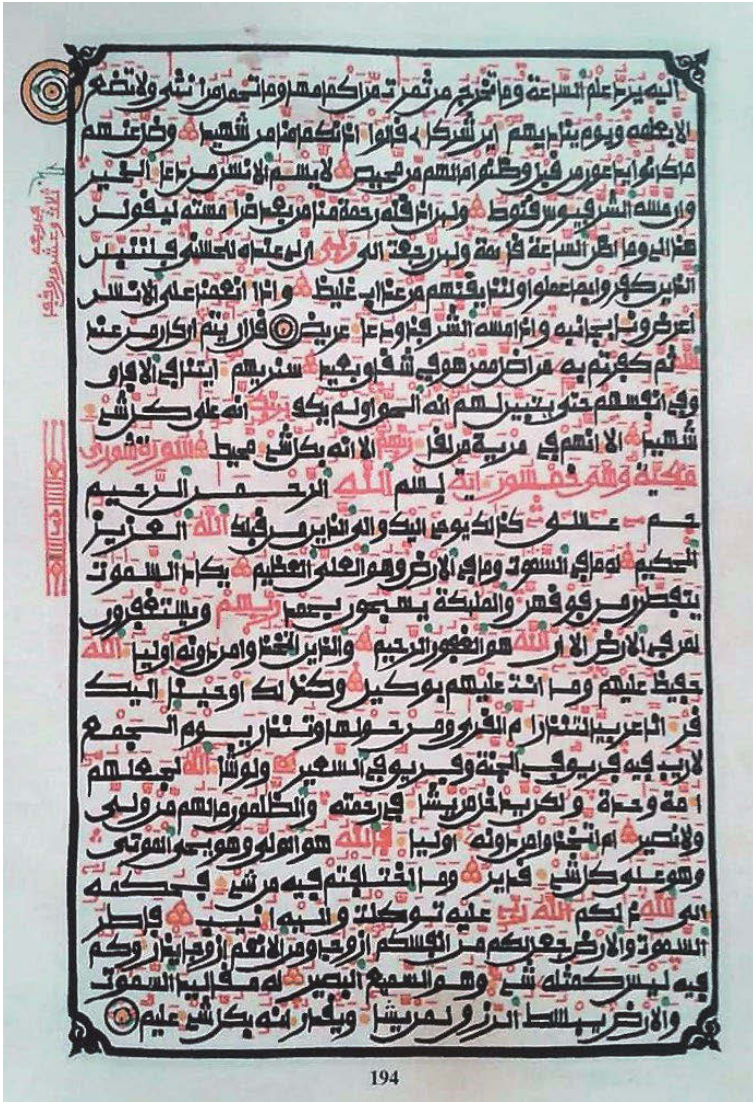 اليه يرد علم الساعة وما تخرج من ثمرت من اكمامها وما تحمل من انثى ولا تضع
الا بعلمه ويوم يناديهم اين شركاءي قالوا اذنك ما منا من شهيد وضل عنهم
ما كانوا يدعون من قبل وظنوا ما لهم من محيص لا يسم الانسن من دعاء الخير
وان مسه الشر فيوس قنوط ولين اذقنه رحمة منا من بعد ضراء مسته ليقولن
هذا لي وما اظن الساعة قايمة ولين رجعت الى ربي ان لي عنده للحسنى فلننبين
الذين كفروا بما عملوا ولنذيقنهم من عذاب غليظ واذا انعمنا على الانسن
اعرض ونا بجانبه واذا مسه الشر فذو دعاء عريض قل اريتم ان كان من عند
الله ثم كفرتم به من اضل ممن هو في شقاق بعيد سنريهم ايتنا في الافاق
وفي انفسهم حتى يتبين لهم انه الحق اولم يكف بربك انه على كل شيء
شهيد الا انهم في مرية من لقاء ربهم الا انه بكل شيء محيط سورة شورى
مكية وهي خمسون اية بسم الله الرحمن الرحيم
حم عسق كذلك يوحي اليك والى الذين من قبلك الله العزيز
الحكيم له ما في السموت وما في الارض وهو العلي العظيم يكاد السموت
يتفطرن من فوقهن والمليكة يسبحون بحمد ربهم ويستغفرون
لمن في الارض الا ان الله هو الغفور الرحيم والذين اتخذوا من دونه اولياء الله
حفيظ عليهم وما انت عليهم بوكيل وكذلك اوحينا اليك
قرءانا عربيا لتنذر ام القرى ومن حولها وتنذر يوم الجمع
لا ريب فيه فريق في الجنة وفريق في السعير ولو شاء الله لجعلهم
امة وحدة ولكن يدخل من يشاء في رحمته والظلمون ما لهم من ولي
ولا نصير ام اتخذوا من دونه اولياء فالله هو الولي وهو يحي الموتى
وهو على كل شيء قدير وما اختلفتم فيه من شيء فحكمه
الى الله ذلكم الله ربي عليه توكلت واليه انيب فاطر
السموت والارض جعل لكم من انفسكم ازوجا ومن الانعم ازوجا يذروكم
فيه ليس كمثله شيء وهو السميع البصير له مقاليد السموت
والارض يبسط الرزق لمن يشاء ويقدر انه بكل شيء عليم
194